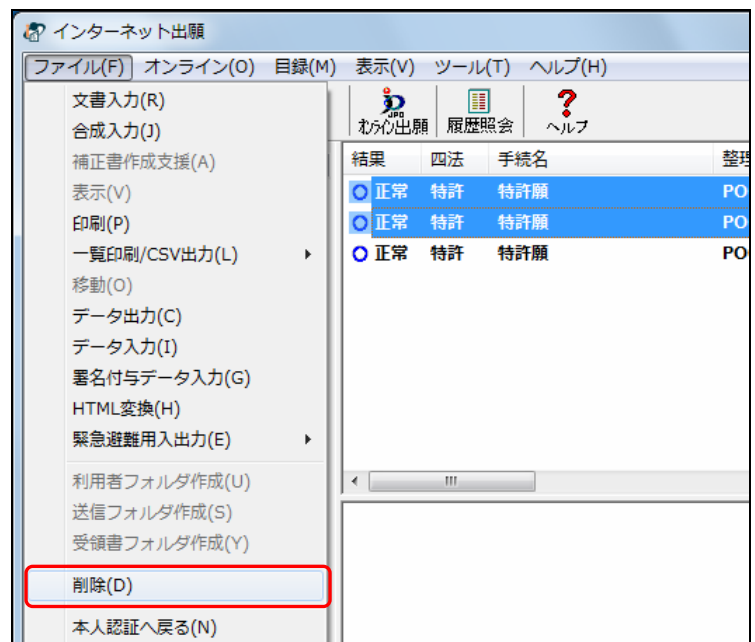 インターネット出願
ファイル(F) オンライン(O) 目録(M) 表示(V) ツール(T) ヘルプ(H)
文書入力(R)
合成入力(J)
補正書作成支援(A)
表示(V)
印刷(P)
一覧印刷/CSV出力(L)
移動(O)
データ出力(C)
データ入力(I)
署名付与データ入力(G)
HTML変換(H)
緊急避難用入出力(E)
利用者フォルダ作成(U)
送信フォルダ作成(S)
受領書フォルダ作成(Y)
削除(D)
本人認証へ戻る(N)
JPO
オンライン出願 履歴照会 ヘルプ
結果 四法 手続名 整理
正常 特許 特許願 PO
正常 特許 特許願 PO
正常 特許 特許願 PO